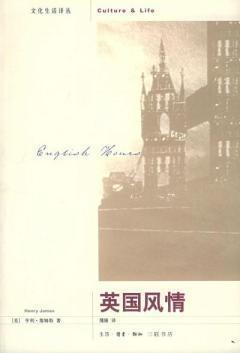 文化生活译丛
Culture & Life
English Hours
英国风情
Henry James
[美] 亨利·詹姆斯 著
蒲隆 译
生活·读书·新知 三联书店